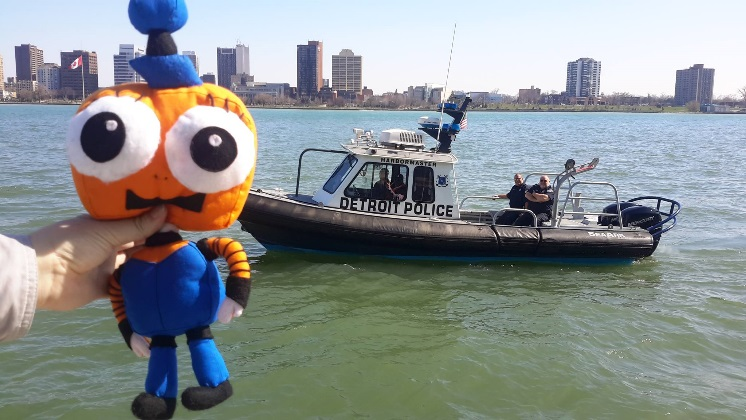 HARBORMASTER
DETROIT POLICE